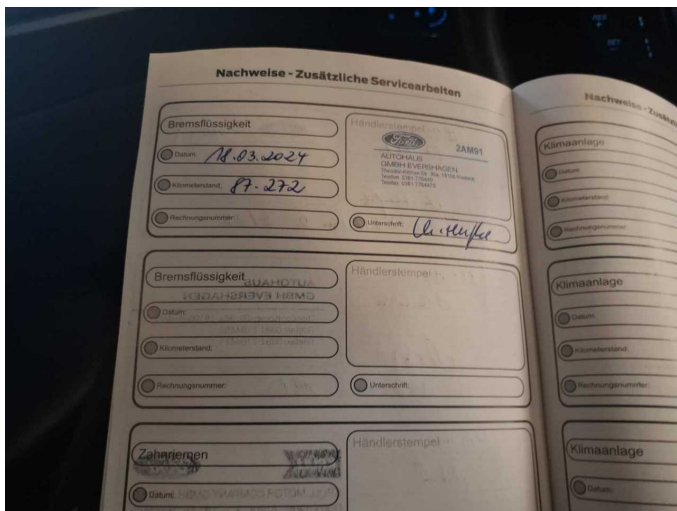 Nachweise - Zusätzliche Servicearbeiten
Bremsflüssigkeit
Datum: 18.03.2024
Kilometerstand: 87.272
Rechnungsnummer
Händlerstempel
Ford
2AM91
AUTOHAUS
GMBH EVERSHAGEN
Unterschrift:
Bremsflüssigkeit
Datum:
Kilometerstand:
Rechnungsnummer:
Händlerstempel
Unterschrift:
Zahnriemen
Datum:
Händlerstempel
Nachweise - Zusätzl
Klimaanlage
Datum:
Kilometerstand:
Rechnungsnummer:
Klimaanlage
Datum:
Kilometerstand:
Rechnungsnummer:
Klimaanlage
Datum: